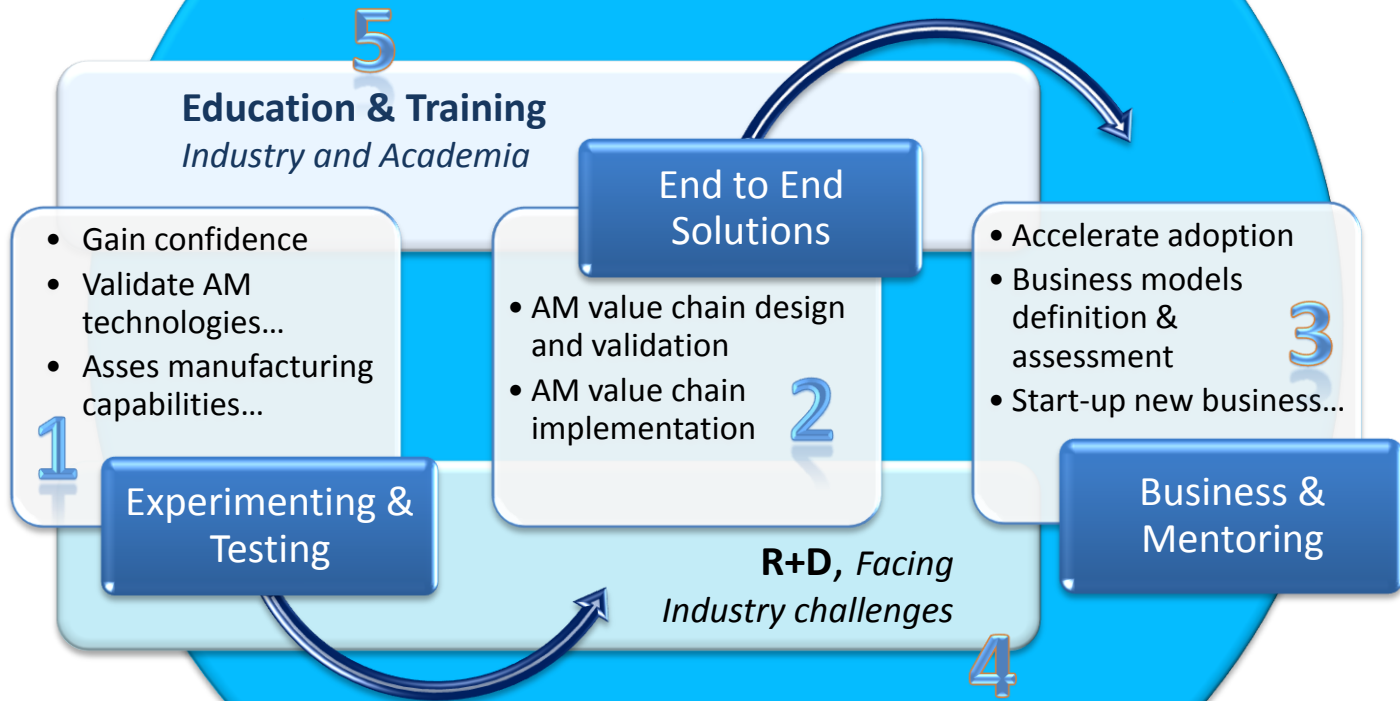 5
Education & Training
Industry and Academia
• Gain confidence
• Validate AM
technologies…
• Asses manufacturing
capabilities…
1
Experimenting &
Testing
End to End
Solutions
• AM value chain design
and validation
• AM value chain
implementation
2
• Accelerate adoption
• Business models
definition &
assessment
• Start-up new business…
3
Business &
Mentoring
R+D, Facing
Industry challenges
4